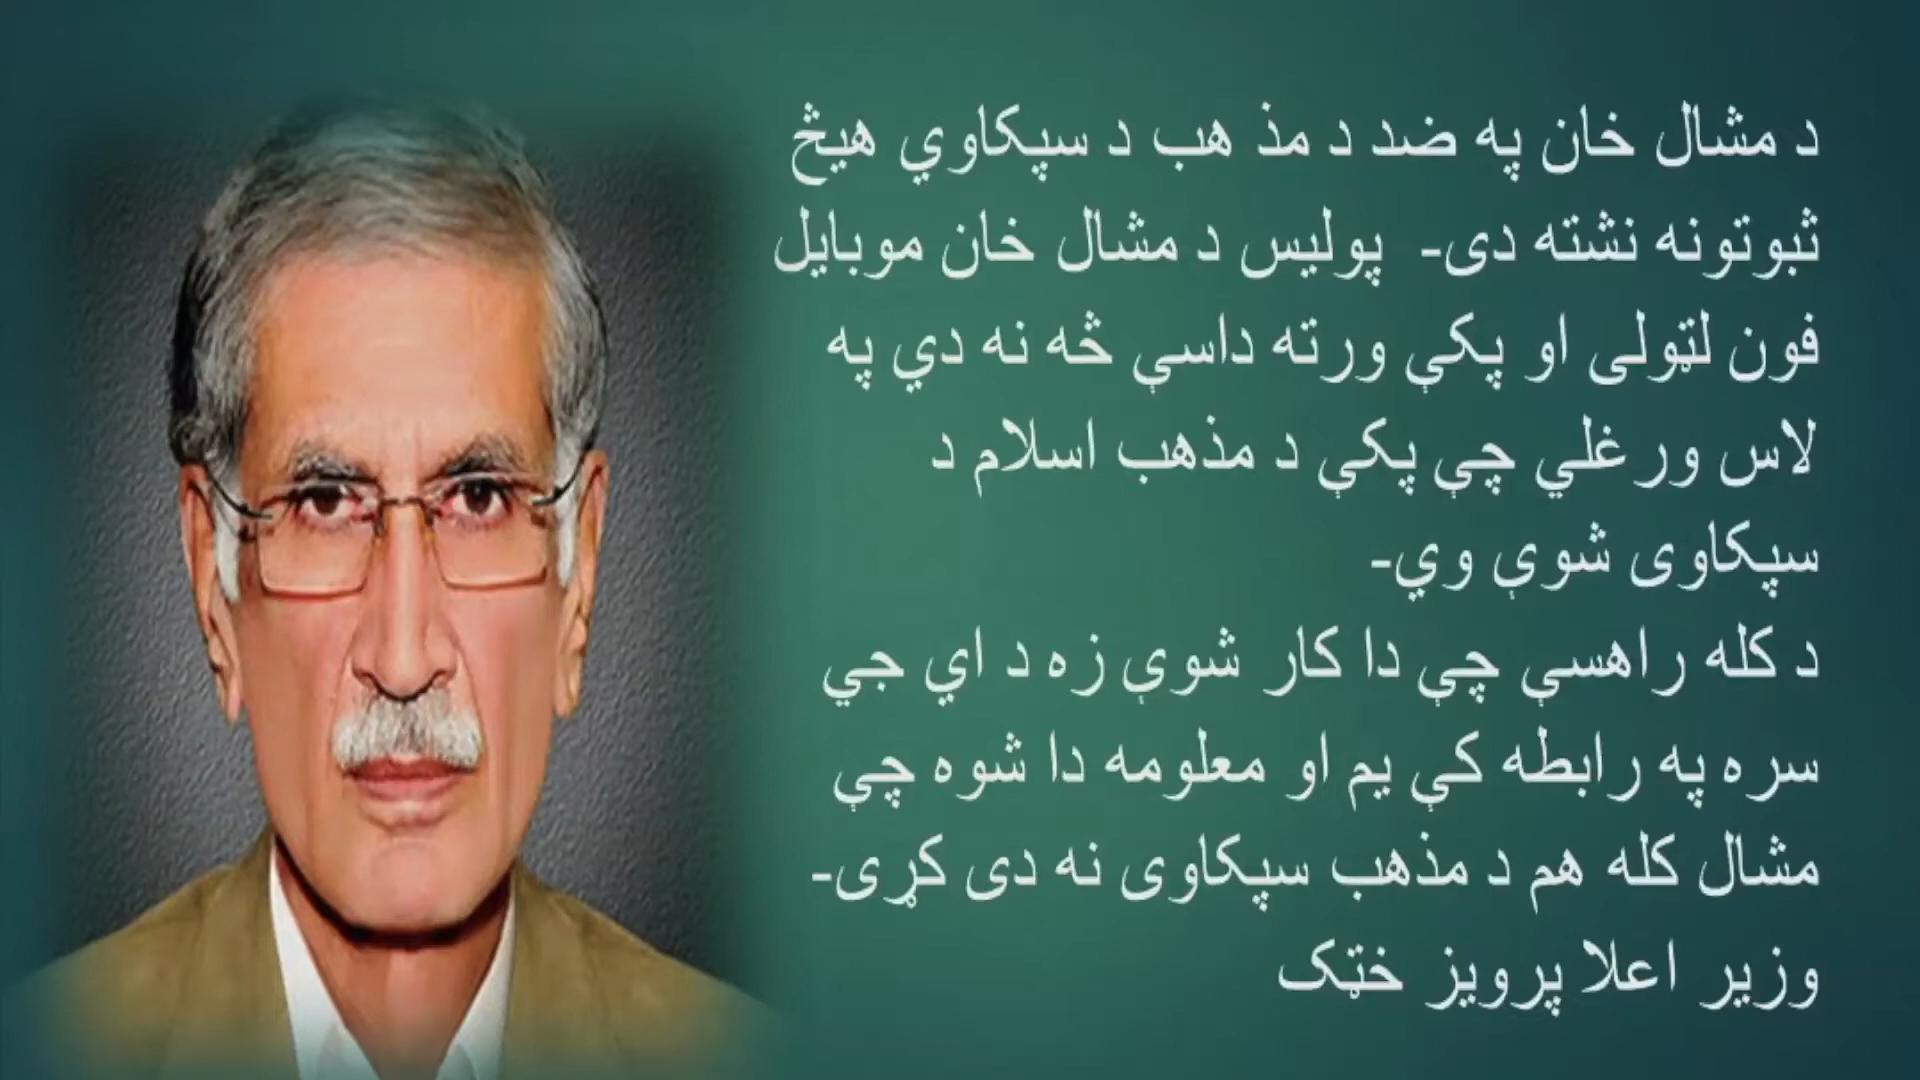 د مشال خان په ضد د مذ هب د سپکاوي هیڅ
ثبوتونه نشته دی- پولیس د مشال خان موبایل
فون لټولی او پکې ورته داسې څه نه دي په
لاس ورغلي چې پکې د مذهب اسلام د
سپکاوی شوې وي-
د کله راهسې چې دا کار شوې زه د اي جي
سره په رابطه کې یم او معلومه دا شوه چې
مشال کله هم د مذهب سپکاوی نه دی کړی-
وزیر اعلا پرویز خټک